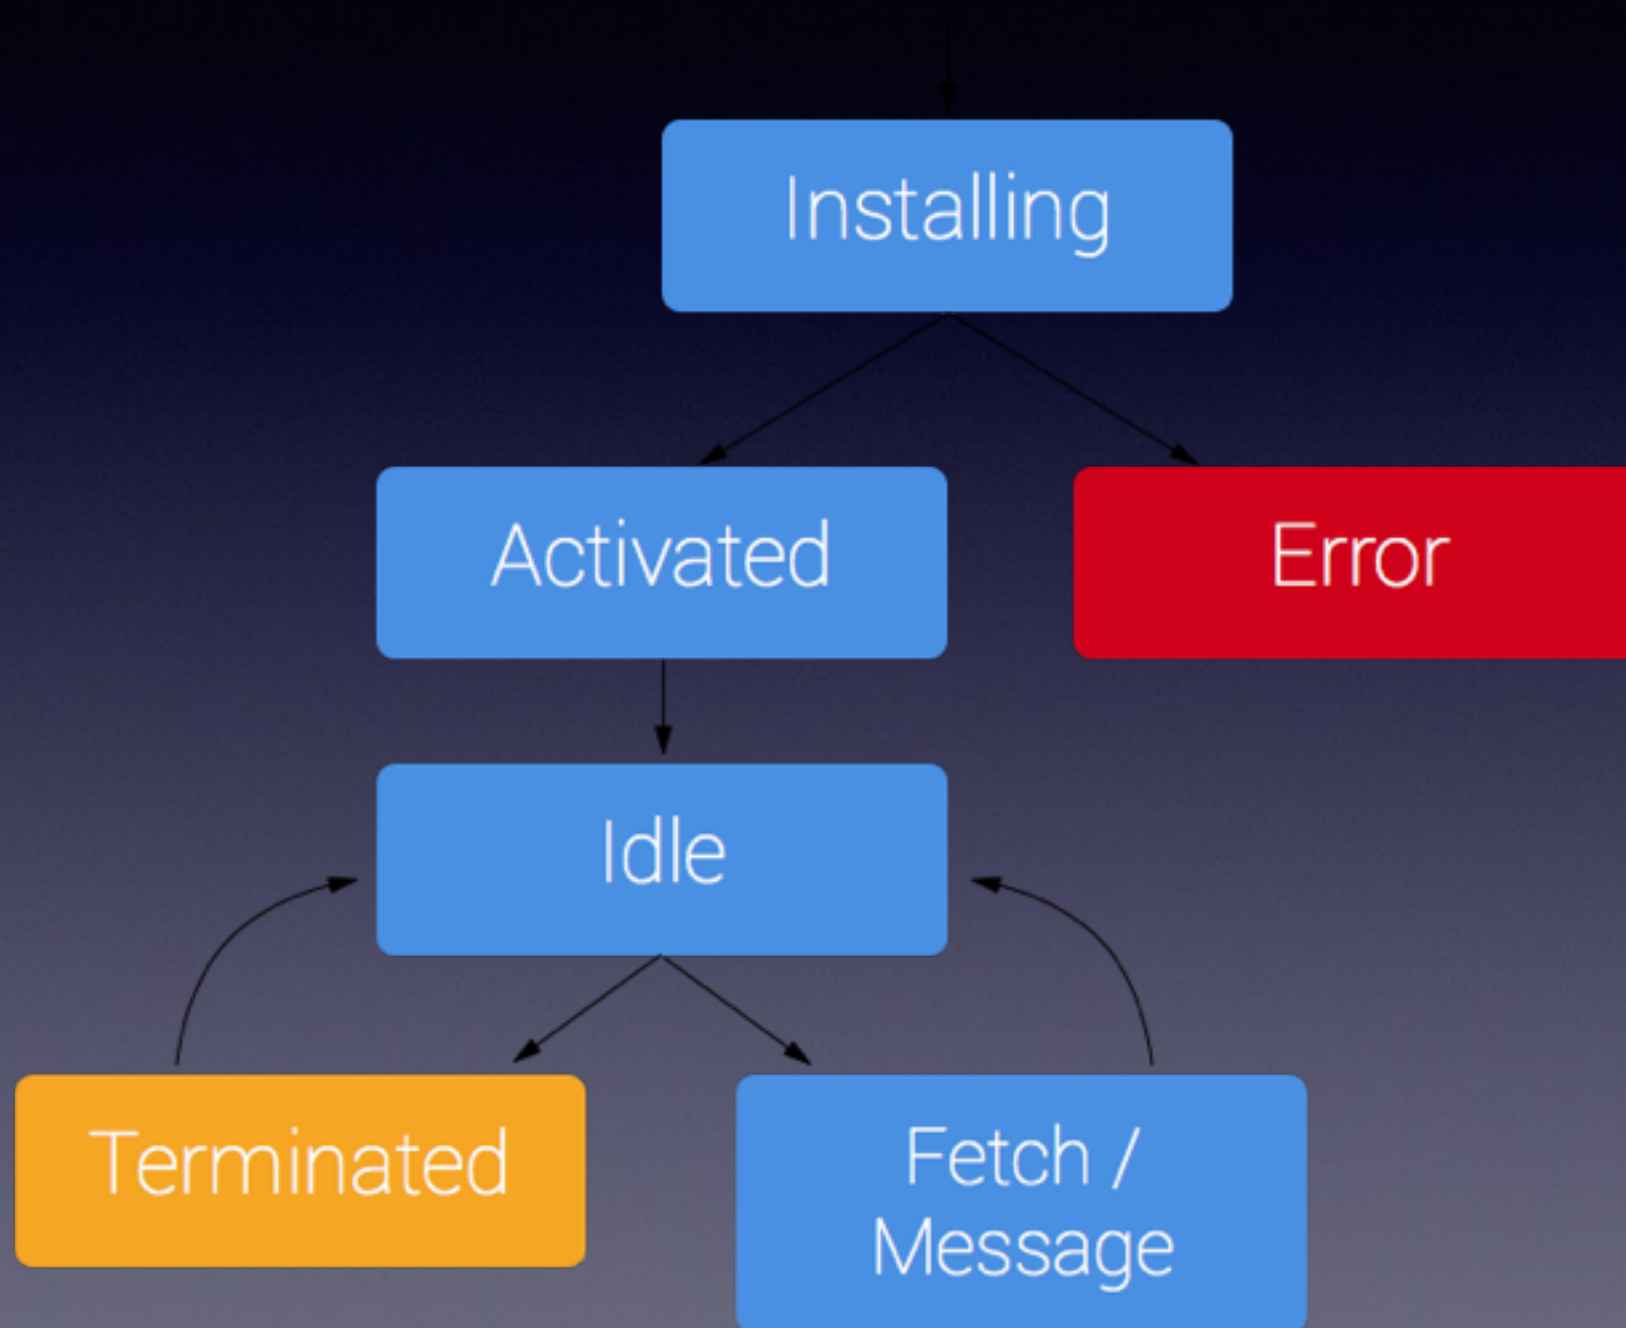 Installing
Activated
Error
Idle
Terminated
Fetch /
Message